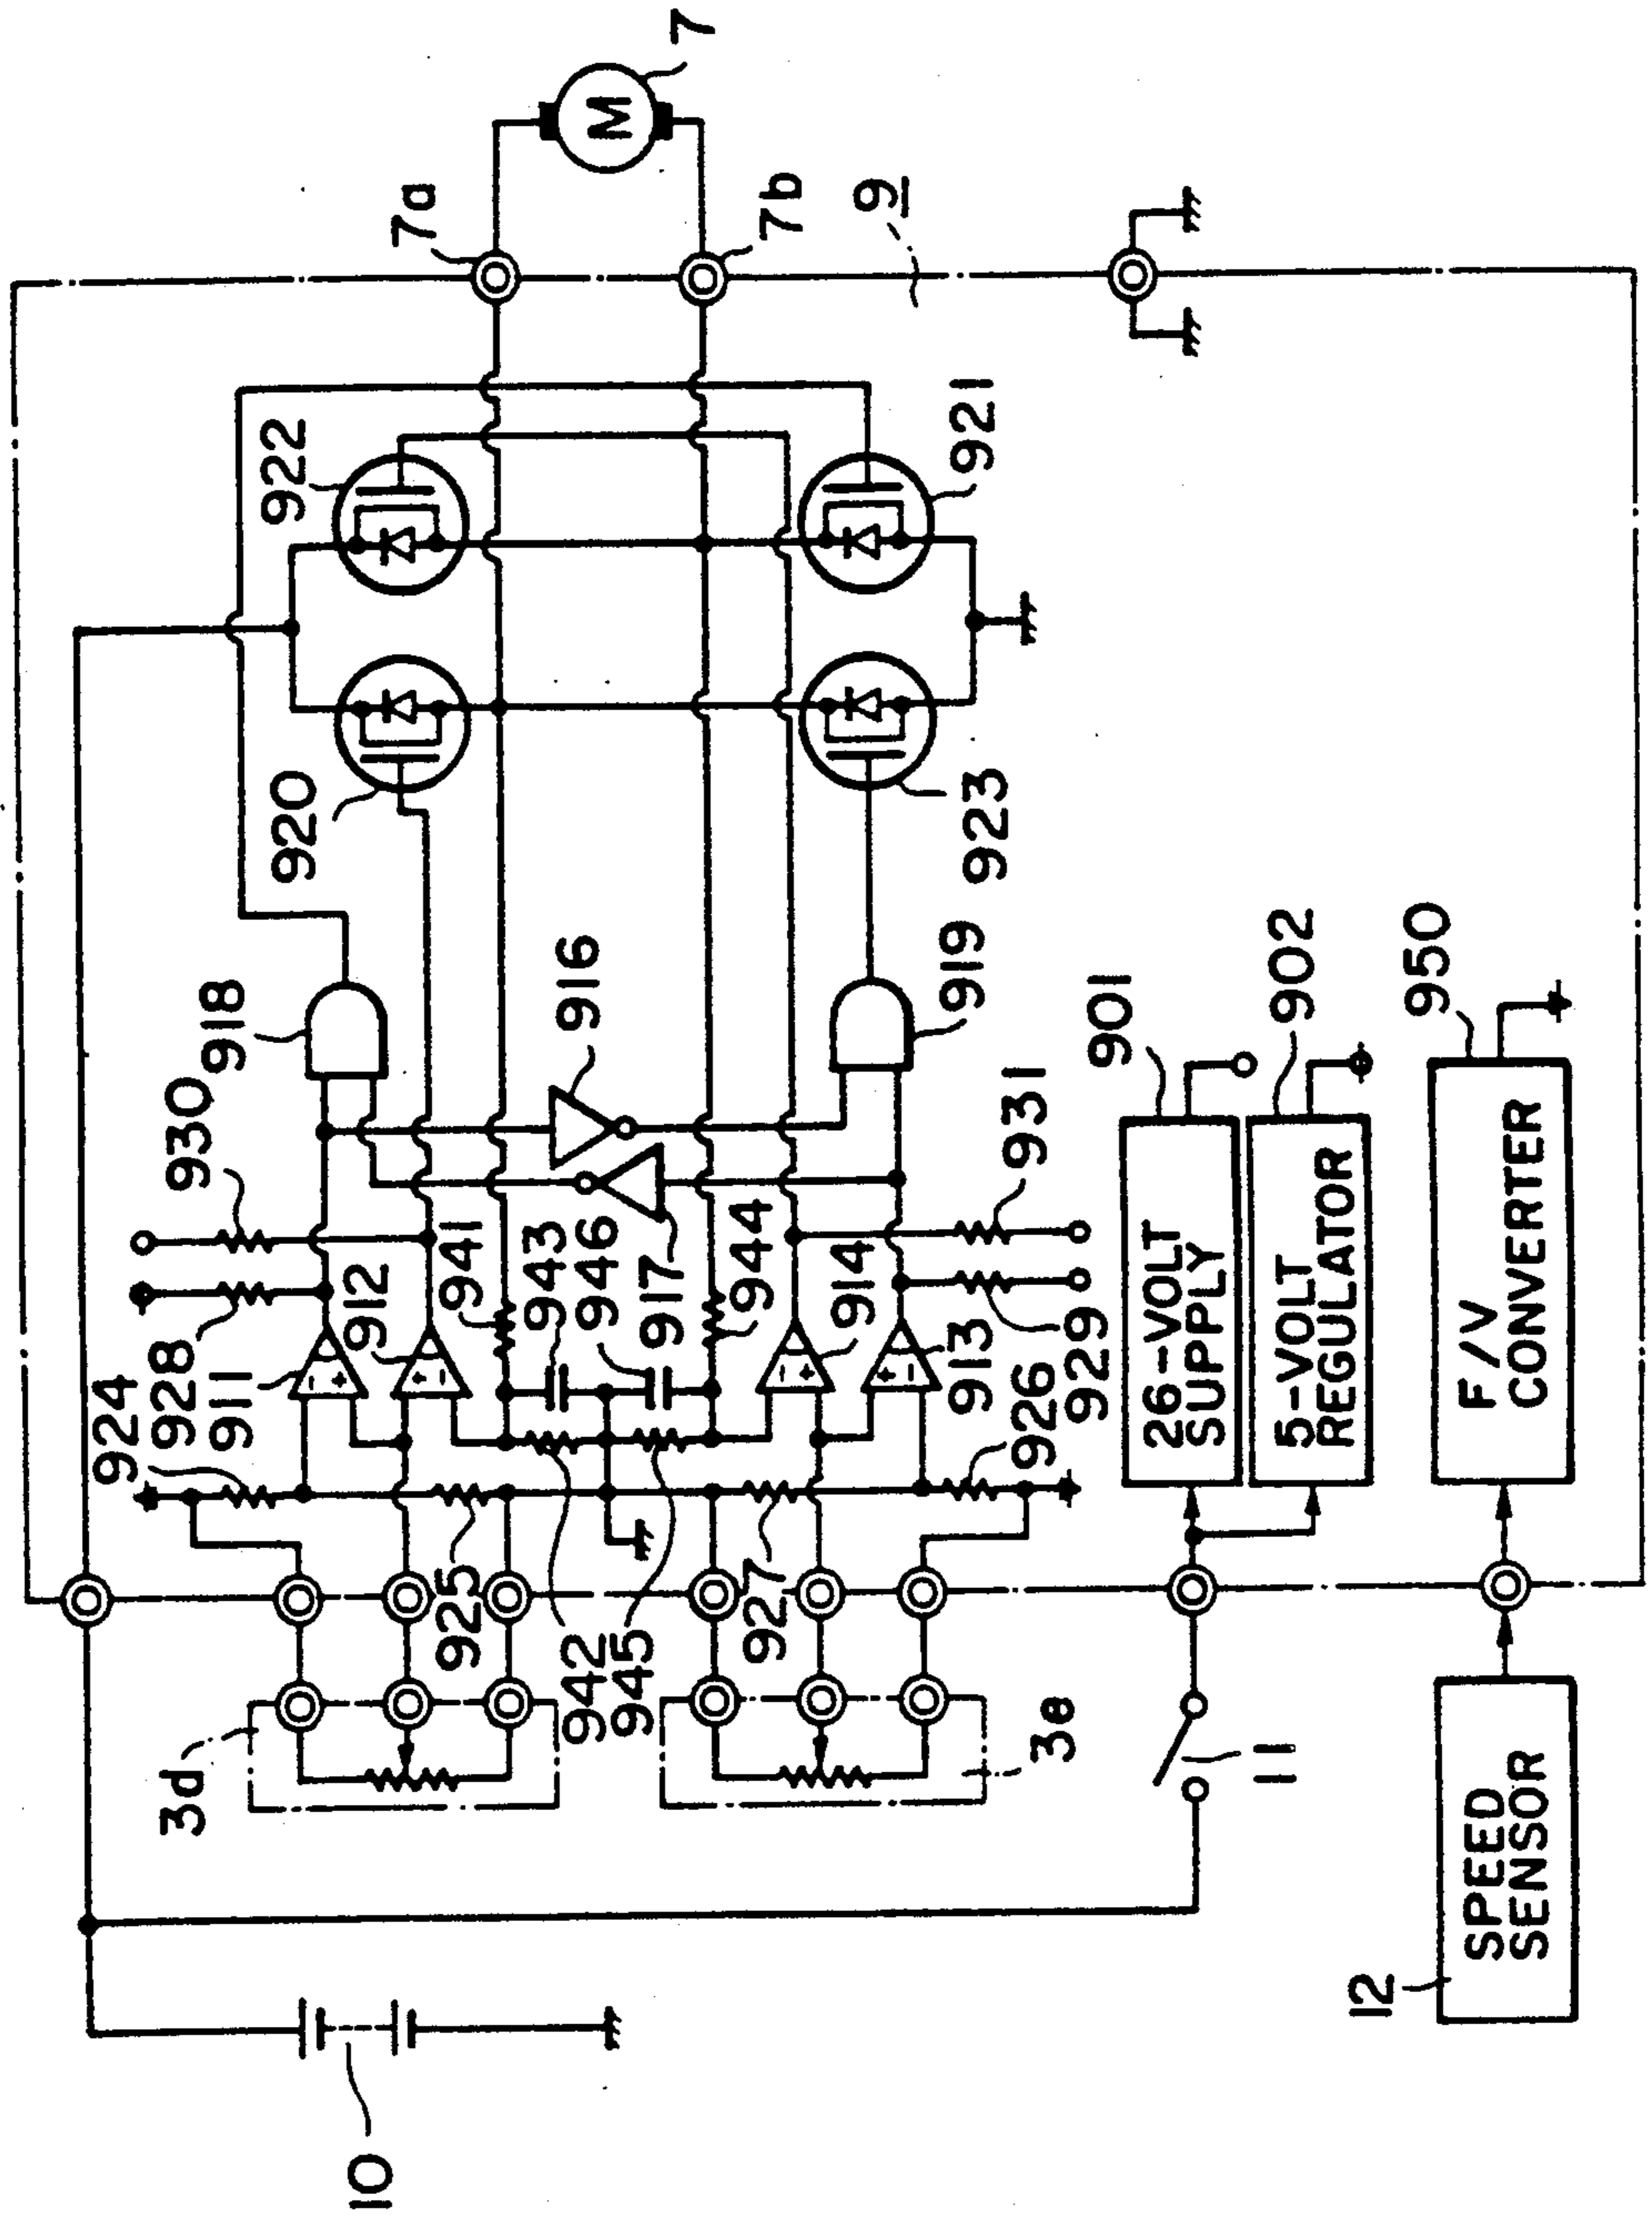 7
M
7a
7b
9
922
921
920
923
918
916
919
901
902
950
930
931
928
912
941
943
946
917
944
914
913
929
926
924
911
26-VOLT
SUPPLY
5-VOLT
REGULATOR
F/V
CONVERTER
925
942
945
927
3d
3e
11
12
SPEED
SENSOR
10
- +
+ -
- +
+ -